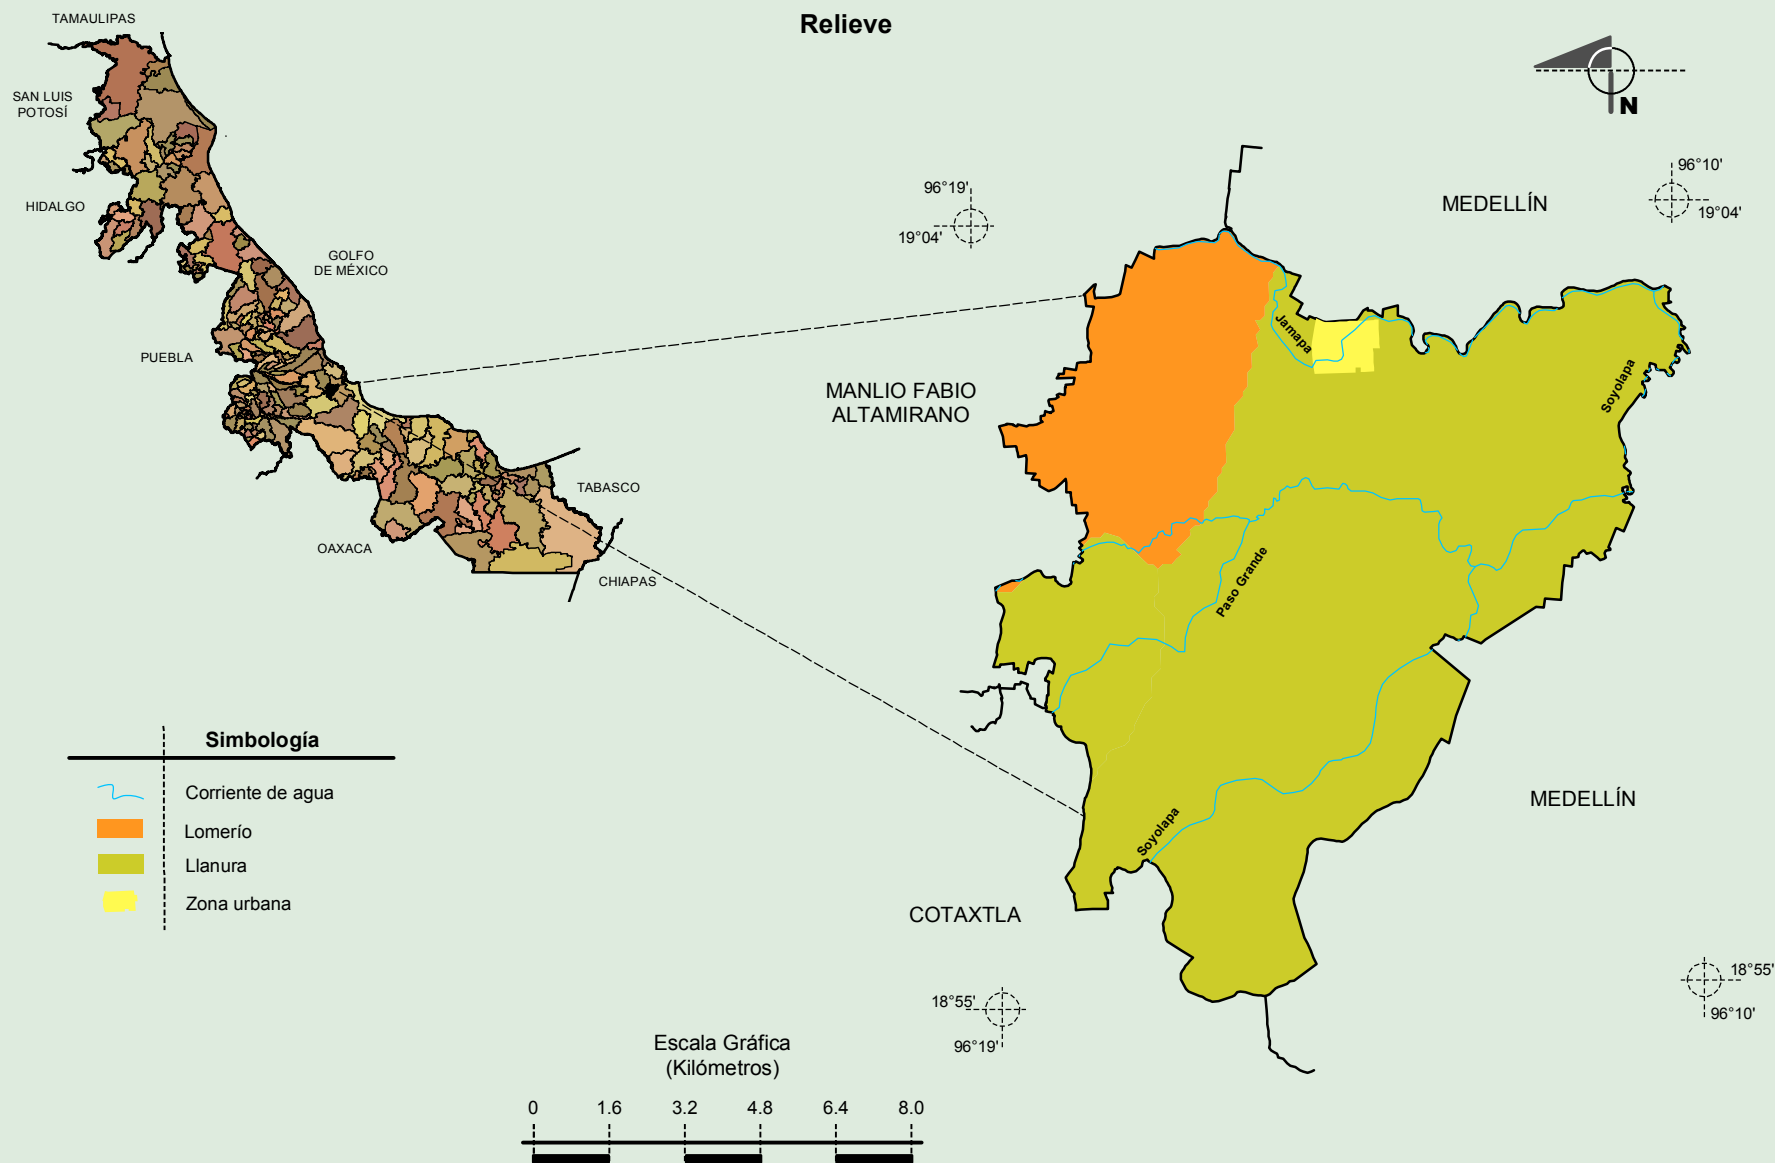 Relieve
TAMAULIPAS
SAN LUIS
POTOSÍ
HIDALGO
GOLFO
DE MÉXICO
PUEBLA
OAXACA
TABASCO
CHIAPAS
N
96°19'
19°04'
96°10'
19°04'
MEDELLÍN
MANLIO FABIO
ALTAMIRANO
Jamapa
Soyolapa
Paso Grande
Soyolapa
MEDELLÍN
COTAXTLA
18°55'
96°19'
18°55'
96°10'
Simbología
Corriente de agua
Lomerío
Llanura
Zona urbana
Escala Gráfica
(Kilómetros)
0 1.6 3.2 4.8 6.4 8.0